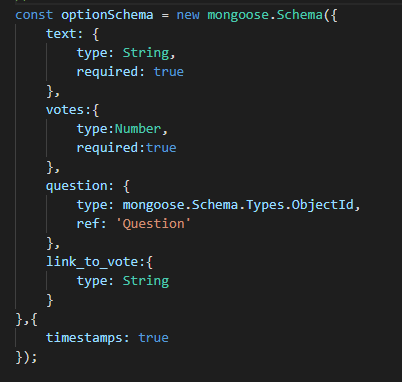 const optionSchema = new mongoose.Schema({
    text: {
        type: String,
        required: true
    },
    votes:{
        type:Number,
        required:true
    },
    question: {
        type: mongoose.Schema.Types.ObjectId,
        ref: 'Question'
    },
    link_to_vote:{
        type: String
    }
},{
    timestamps: true
});